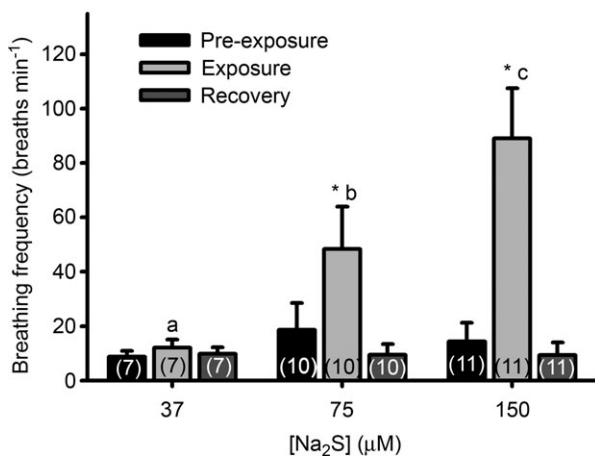 Breathing frequency (breaths min⁻¹)
120
100
80
60
40
20
0
Pre-exposure
Exposure
Recovery
a
* b
* c
(7) (7) (7) (10) (10) (10) (11) (11) (11)
37 75 150
[Na₂S] (μM)